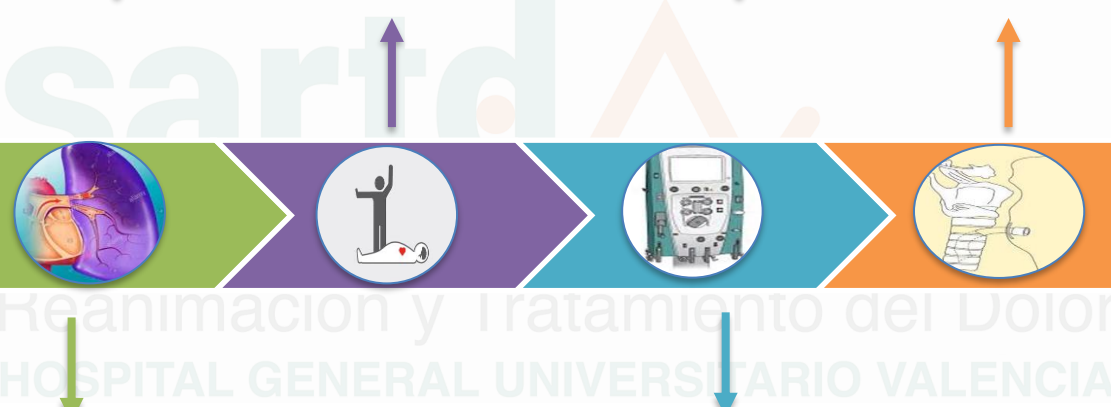 sartd
Reanimación y Tratamiento del Dolor
HOSPITAL GENERAL UNIVERSITARIO VALENCIA